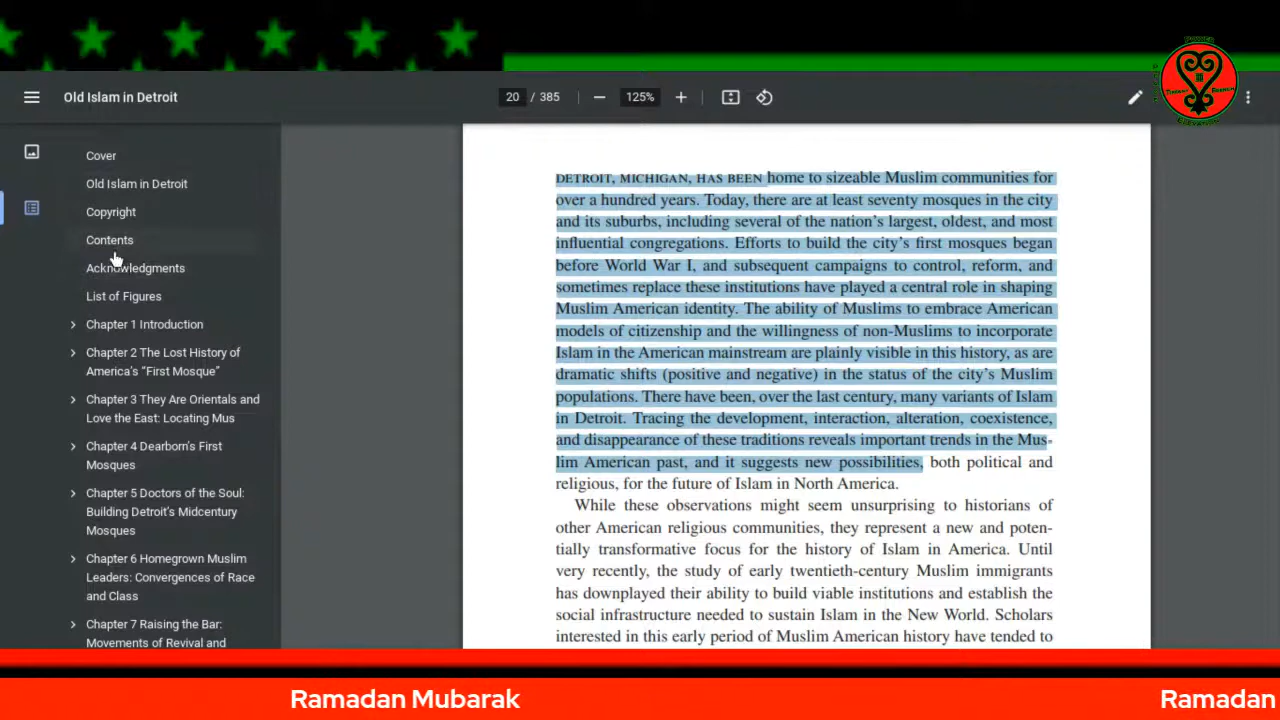 Old Islam in Detroit
20 / 385
125%
POWER
ELEVATION
Cover
Old Islam in Detroit
Copyright
Contents
Acknowledgments
List of Figures
Chapter 1 Introduction
Chapter 2 The Lost History of
America's “First Mosque”
Chapter 3 They Are Orientals and
Love the East: Locating Mus
Chapter 4 Dearborn's First
Mosques
Chapter 5 Doctors of the Soul:
Building Detroit's Midcentury
Mosques
Chapter 6 Homegrown Muslim
Leaders: Convergences of Race
and Class
Chapter 7 Raising the Bar:
Movements of Revival and
DETROIT, MICHIGAN, HAS BEEN home to sizeable Muslim communities for
over a hundred years. Today, there are at least seventy mosques in the city
and its suburbs, including several of the nation's largest, oldest, and most
influential congregations. Efforts to build the city's first mosques began
before World War I, and subsequent campaigns to control, reform, and
sometimes replace these institutions have played a central role in shaping
Muslim American identity. The ability of Muslims to embrace American
models of citizenship and the willingness of non-Muslims to incorporate
Islam in the American mainstream are plainly visible in this history, as are
dramatic shifts (positive and negative) in the status of the city's Muslim
populations. There have been, over the last century, many variants of Islam
in Detroit. Tracing the development, interaction, alteration, coexistence,
and disappearance of these traditions reveals important trends in the Mus-
lim American past, and it suggests new possibilities, both political and
religious, for the future of Islam in North America.
While these observations might seem unsurprising to historians of
other American religious communities, they represent a new and poten-
tially transformative focus for the history of Islam in America. Until
very recently, the study of early twentieth-century Muslim immigrants
has downplayed their ability to build viable institutions and establish the
social infrastructure needed to sustain Islam in the New World. Scholars
interested in this early period of Muslim American history have tended to
Ramadan Mubarak
Ramadan